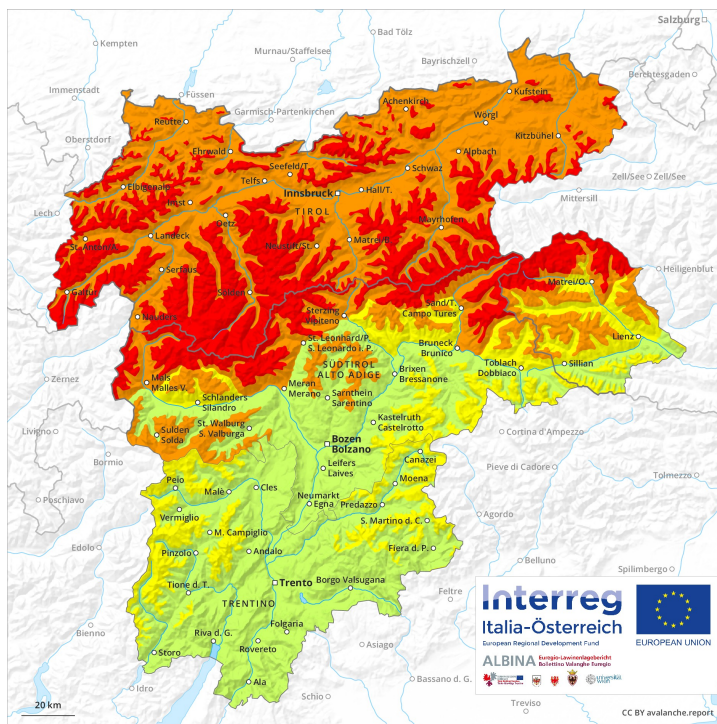 Salzburg
Bad Tölz
Kempten
Murnau/Staffelsee
Bayrischzell
Berchtesgaden
Immenstadt
Füssen
Garmisch-Partenkirchen
Achenkirch
Kufstein
Reutte
Wörgl
Oberstdorf
Ehrwald
Kitzbühel
Seefeld/T.
Alpbach
Schwaz
Telfs
Zell/See
Zell/See
Elbigenalp
Innsbruck
Hall/T.
Mittersill
Imst
TIROL
Lech
Oetz
Mayrhofen
St. Anton/A.
Landeck
Neustift/St.
Matrei/B.
Heiligenblut
Serfaus
Matrei/O.
Galtür
Sölden
Nauders
Sterzing
Vipiteno
Sand/T.
Campo Tures
Lienz
St. Leonhard/P.
S. Leonardo i. P.
Bruneck
Brunico
Toblach
Dobbiaco
Sillian
SÜDTIROL
ALTO ADIGE
Brixen
Bressanone
Zernez
Mals
Malles V.
Meran
Merano
Schlanders
Silandro
Sarnthein
Sarentino
Livigno
St. Walburg
S. Valburga
Kastelruth
Castelrotto
Sulden
Solda
Cortina d'Ampezzo
Bozen
Bolzano
Bormio
Canazei
Pieve di Cadore
Leifers
Laives
Tolmezzo
Poschiavo
Peio
Malè
Cles
Moena
Neumarkt
Egna
Predazzo
Vermiglio
Agordo
S. Martino d. C.
M. Campiglio
Edolo
Pinzolo
Andalo
Fiera d. P.
Belluno
Spilimbergo
Trento
Borgo Valsugana
Tione d. T.
Feltre
TRENTINO
Folgaria
Bienno
Riva d. G.
Rovereto
Asiago
Storo
Bassano d. G.
Idro
Ala
Schio
Treviso
Interreg
Italia-Österreich
European Regional Development Fund
EUROPEAN UNION
ALBINA
Euregio-Lawinenlagebericht
Bollettino Valanghe Euregio
universität
wien
20 km
CC BY avalanche.report